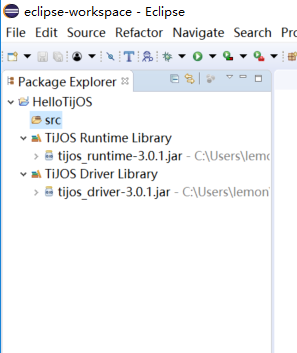 eclipse-workspace - Eclipse
File Edit Source Refactor Navigate Search
Package Explorer
HelloTiJOS
src
TiJOS Runtime Library
tijos_runtime-3.0.1.jar - C:\Users\lemon
TiJOS Driver Library
tijos_driver-3.0.1.jar - C:\Users\lemon